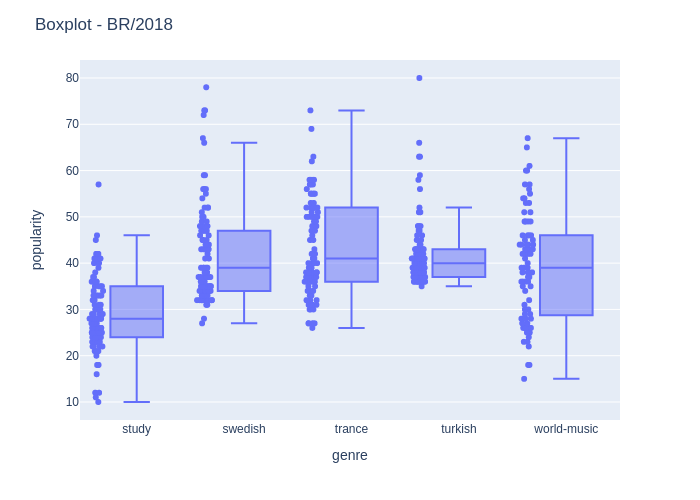 Boxplot - BR/2018
80
70
60
50
40
30
20
10
popularity
study
swedish
trance
turkish
world-music
genre